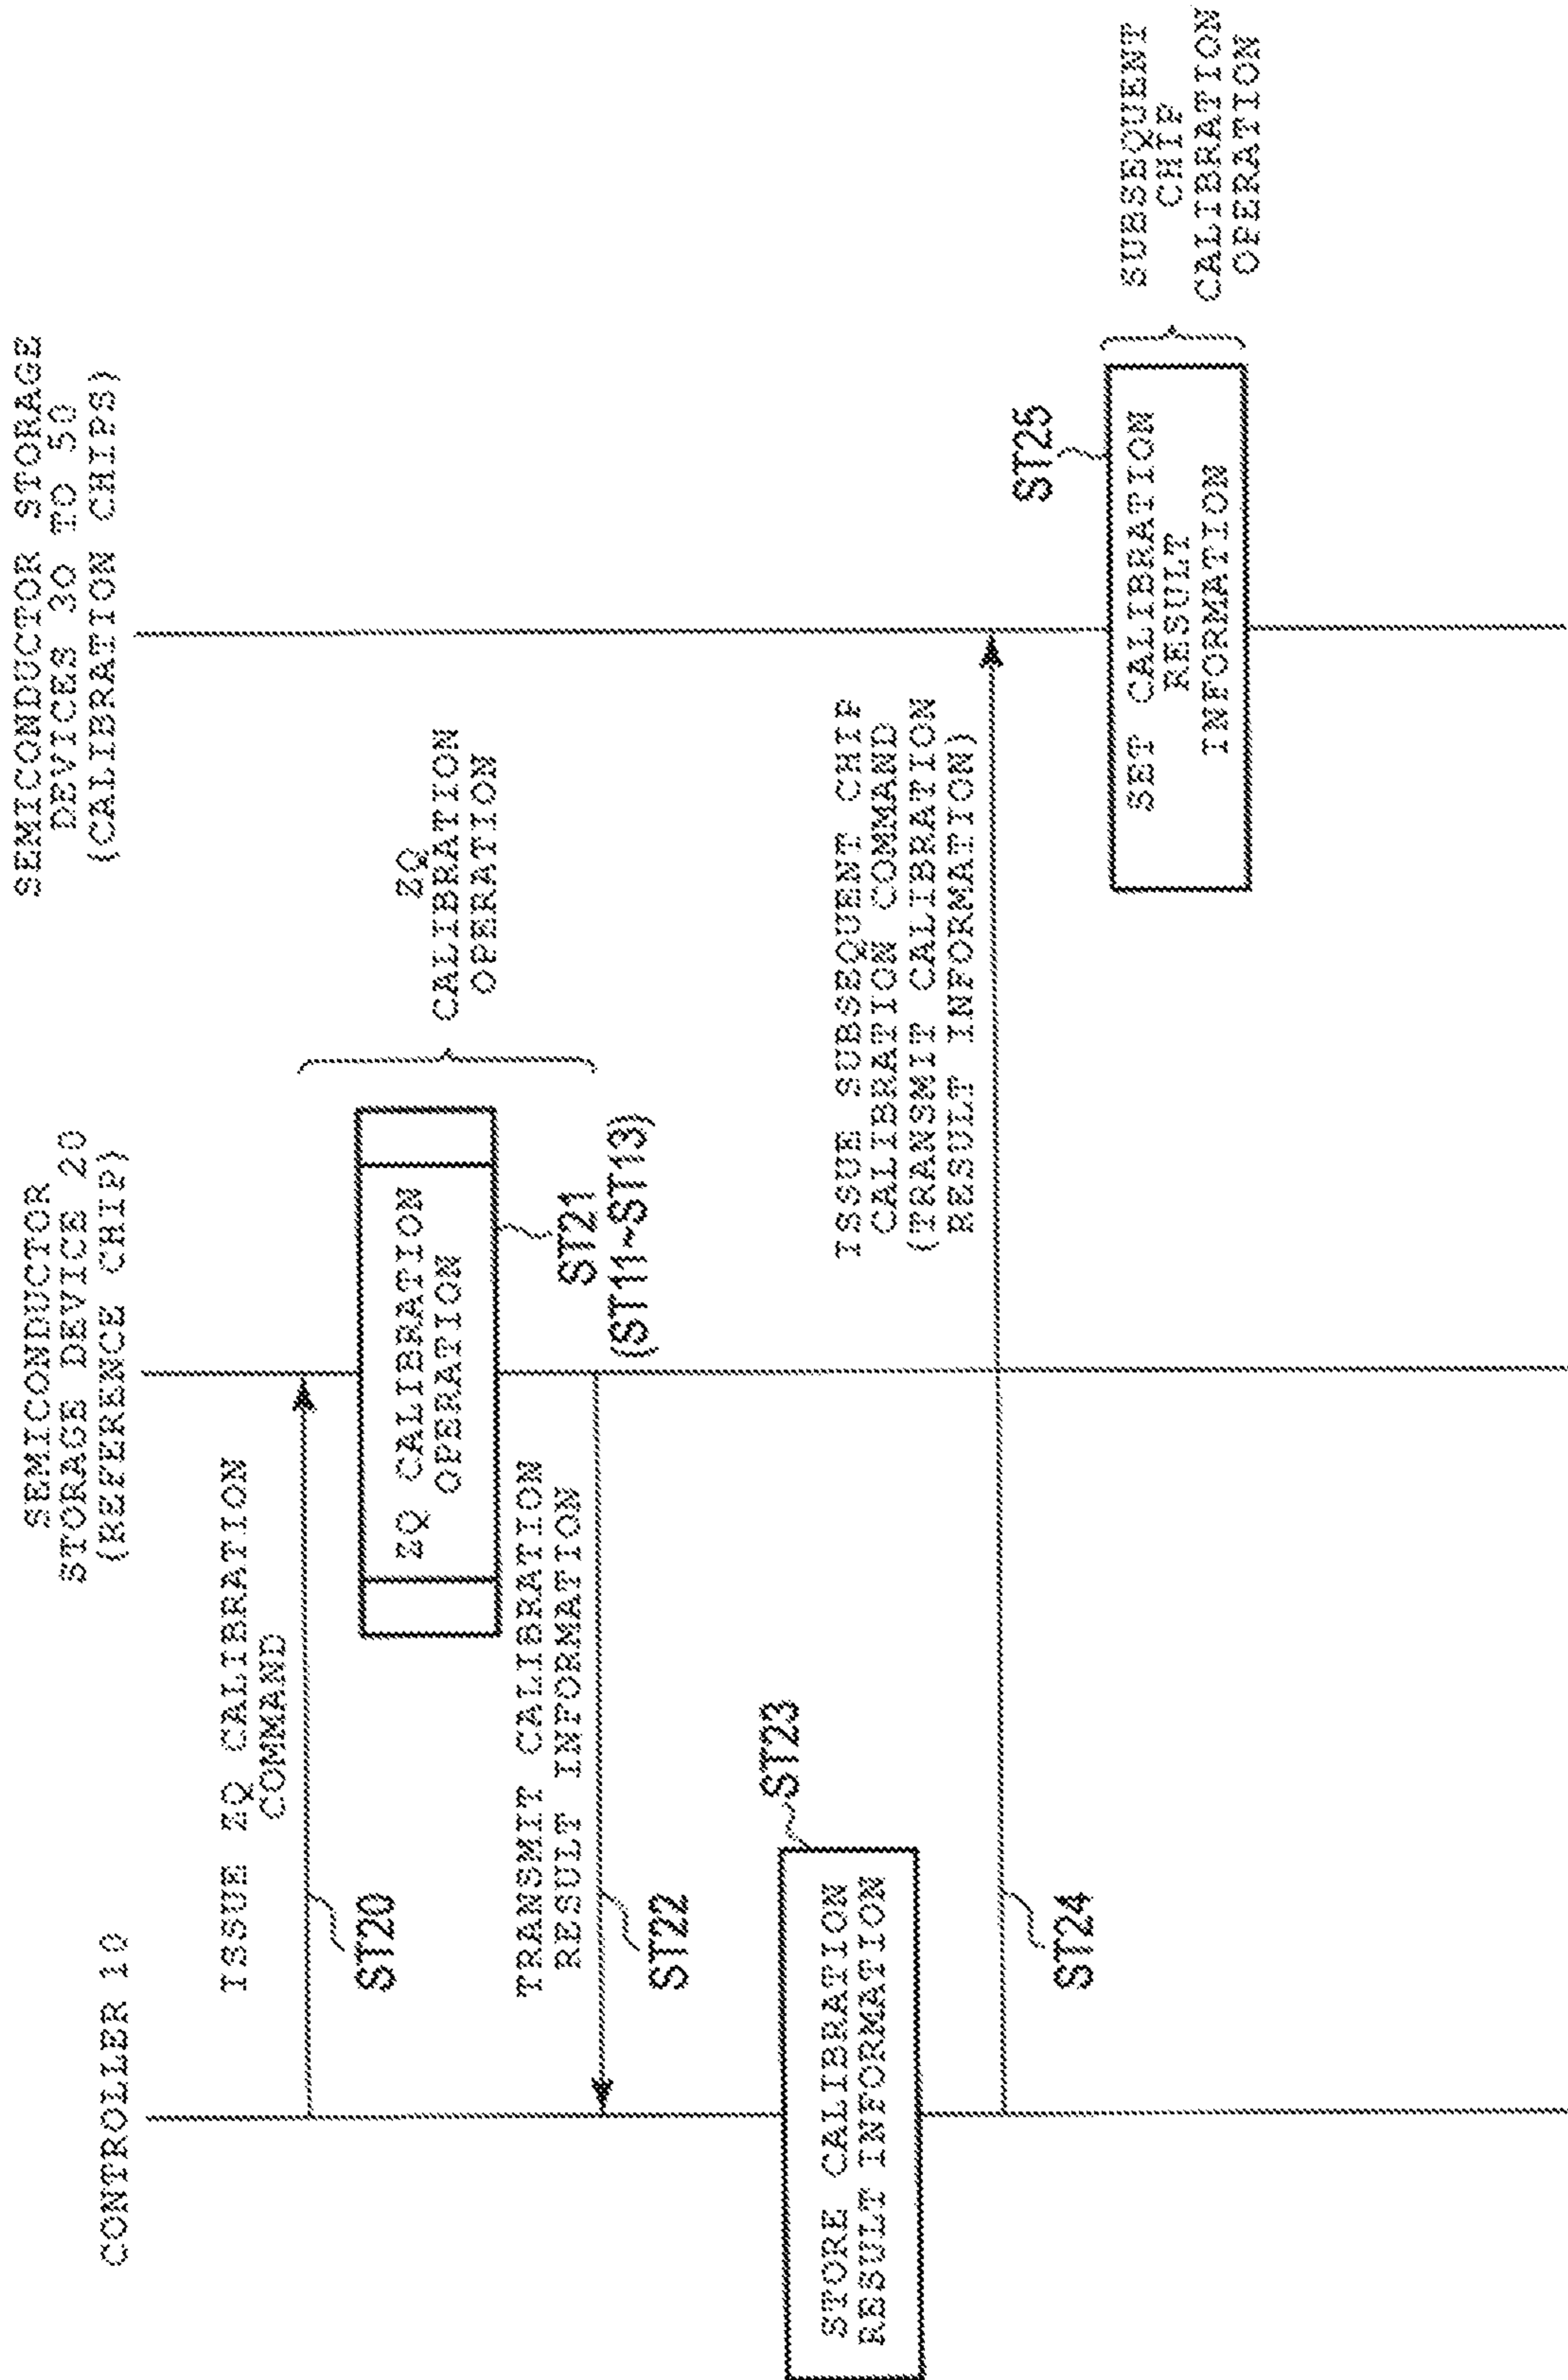 CONTROLLER 10
SEMICONDUCTOR
STORAGE DEVICE 20
(REFERENCE CHIP)
SEMICONDUCTOR STORAGE
DEVICES 30 TO 50
(CALIBRATION CHIPS)
ISSUE ZQ CALIBRATION
COMMAND
ST20
ZQ CALIBRATION
OPERATION
ST21
(ST11~ST13)
ZQ
CALIBRATION
OPERATION
TRANSMIT CALIBRATION
RESULT INFORMATION
ST22
ST23
STORE CALIBRATION
RESULT INFORMATION
ISSUE SUBSEQUENT CHIP
CALIBRATION COMMAND
(TRANSMIT CALIBRATION
RESULT INFORMATION)
ST24
ST25
SET CALIBRATION
RESULT
INFORMATION
SUBSEQUENT
CHIP
CALIBRATION
OPERATION